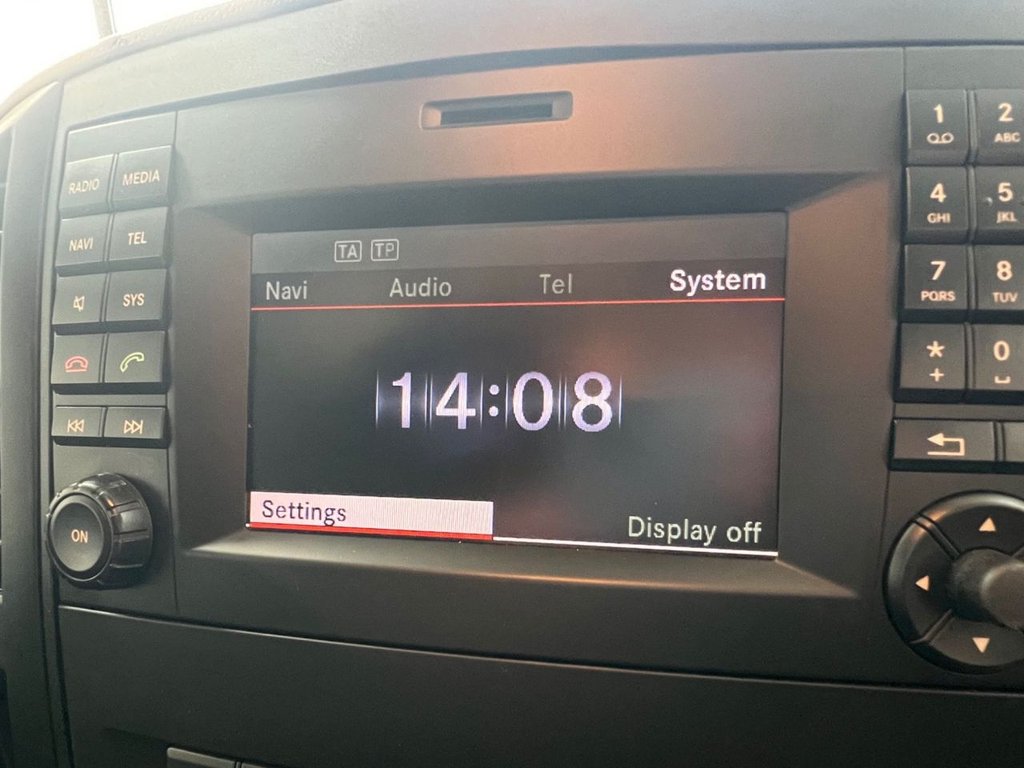 RADIO MEDIA
NAVI TEL
SYS
ON
TA TP
Navi Audio Tel System
14:08
Settings Display off
1 2
ABC
4 5
GHI JKL
7 8
PQRS TUV
* 0
+